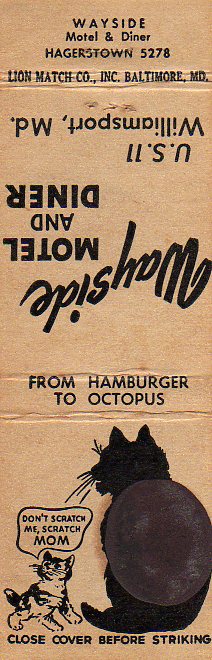 WAYSIDE
Motel & Diner
HAGERSTOWN 5278
LION MATCH CO., INC. BALTIMORE, MD.
Wayside
MOTEL
AND
DINER
U.S. 11
Williamsport, Md.
FROM HAMBURGER
TO OCTOPUS
DON'T SCRATCH
ME, SCRATCH
MOM
CLOSE COVER BEFORE STRIKING